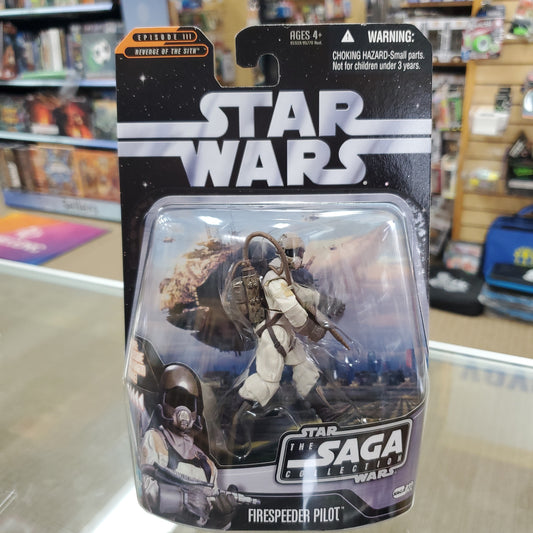 EPISODE III
REVENGE OF THE SITH
AGES 4+
WARNING:
CHOKING HAZARD-Small parts.
Not for children under 3 years.
STAR
WARS
STAR
THE
SAGA
COLLECTION
WARS
FIRESPEEDER PILOT™